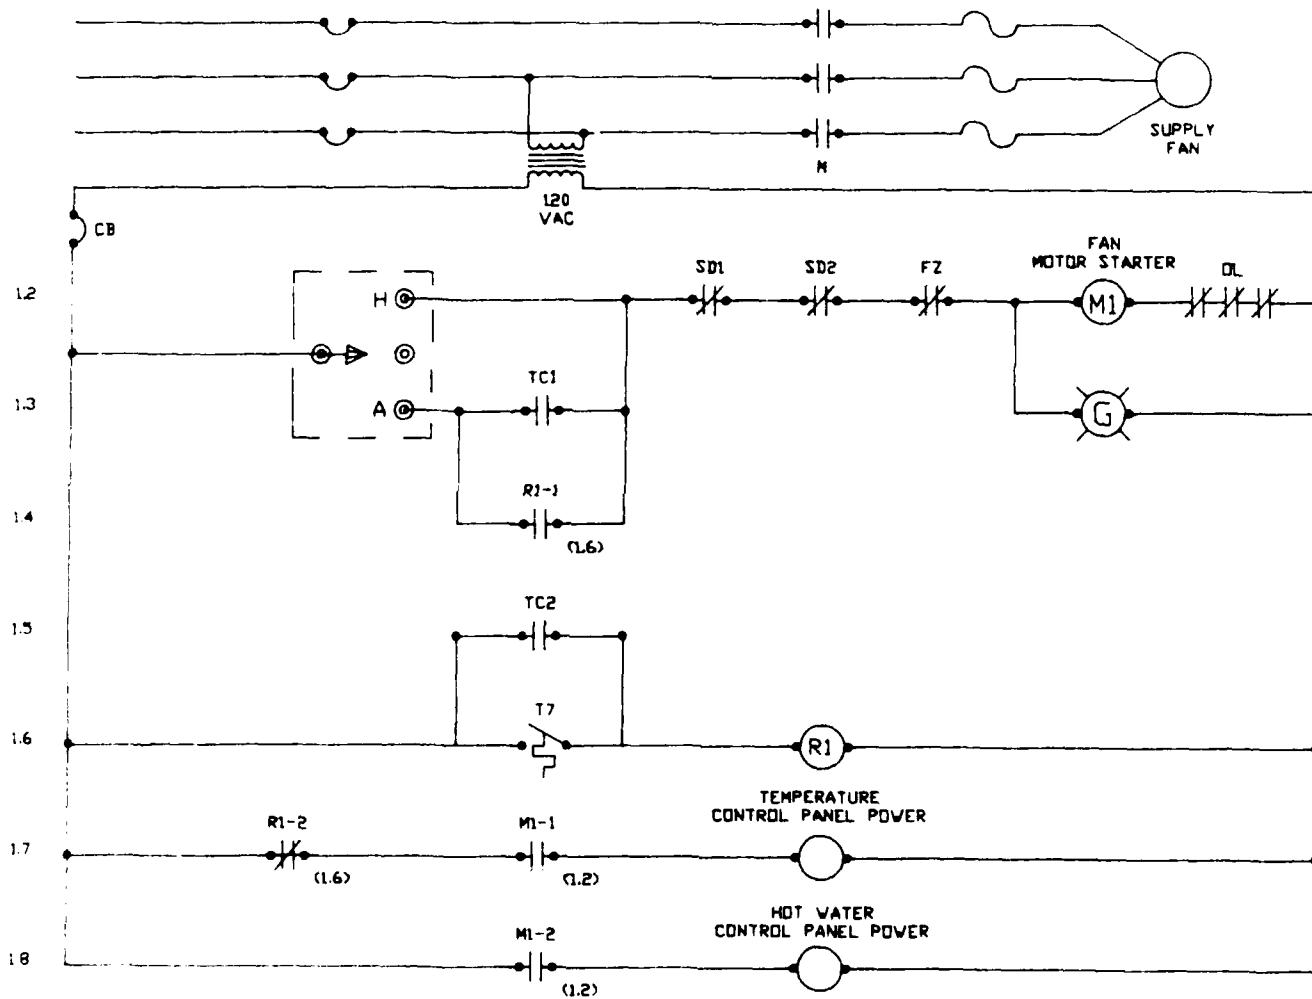 SUPPLY
FAN
M
120
VAC
CB
FAN
MOTOR STARTER
SD1
SD2
FZ
OL
1.2
H
M1
TC1
1.3
A
G
R1-1
1.4
(1.6)
TC2
1.5
T7
1.6
R1
TEMPERATURE
CONTROL PANEL POWER
R1-2
M1-1
1.7
(1.6)
(1.2)
HOT WATER
CONTROL PANEL POWER
M1-2
1.8
(1.2)